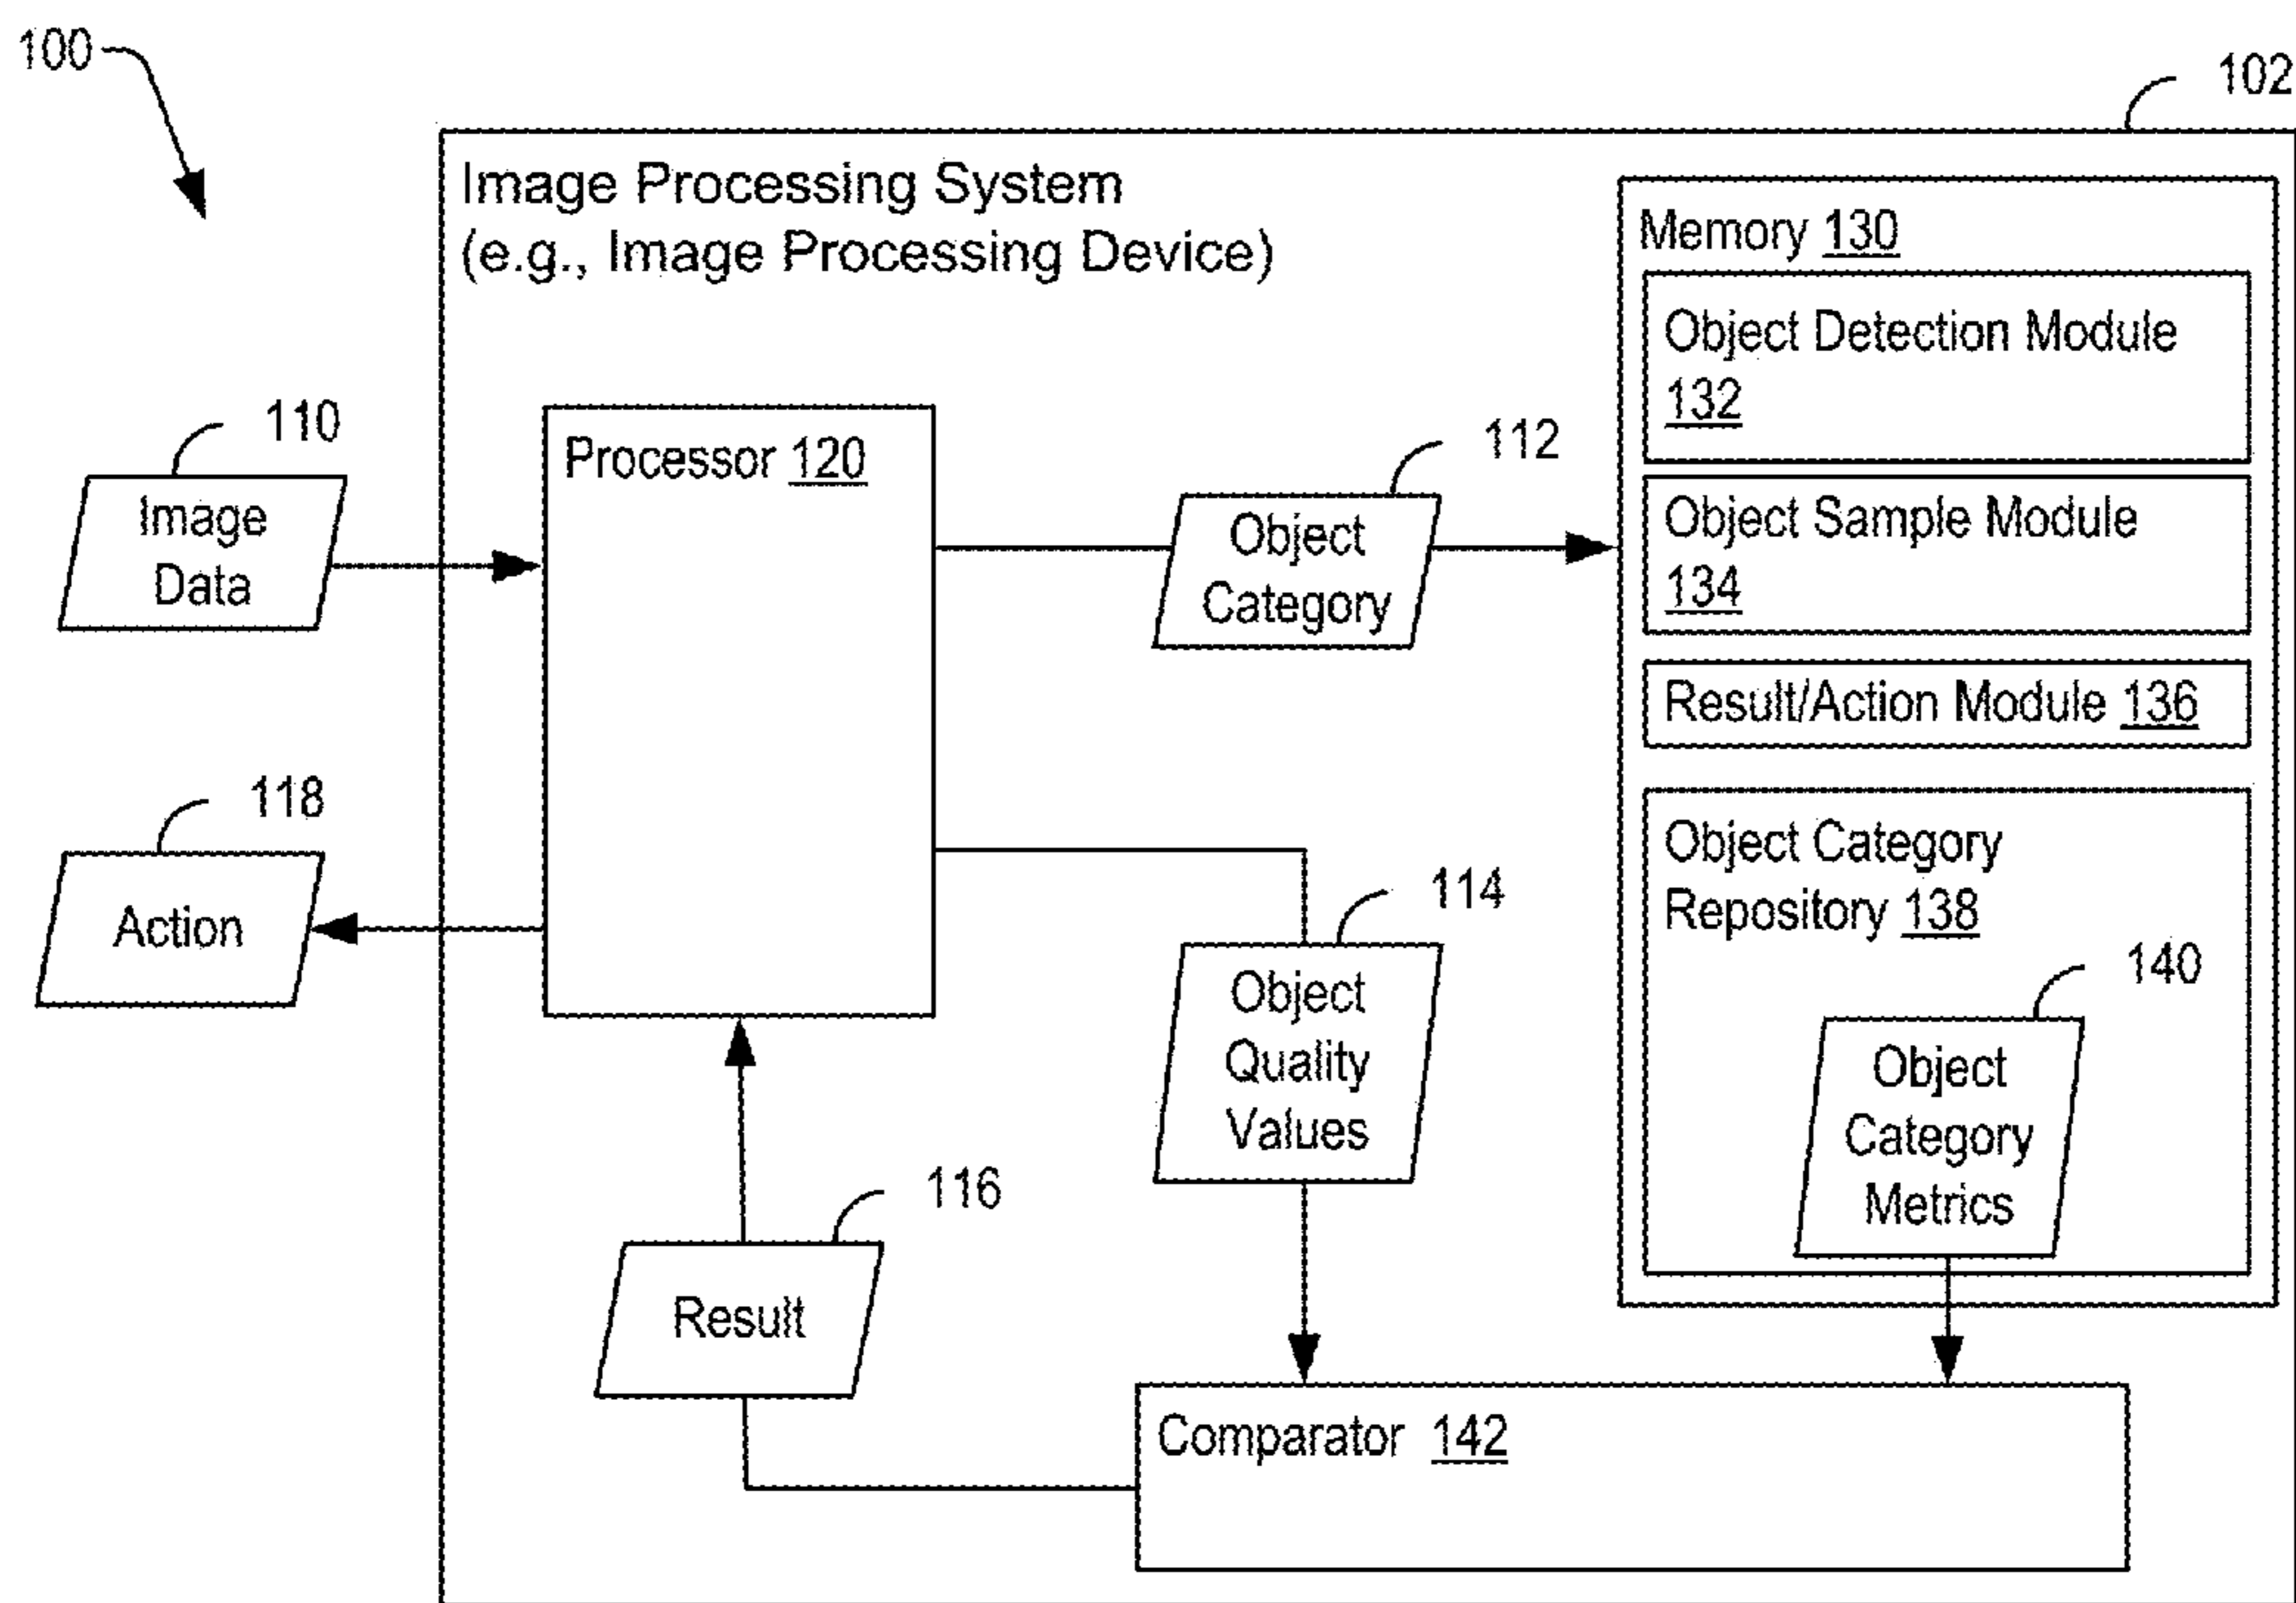 100
102
Image Processing System
(e.g., Image Processing Device)
Memory 130
Object Detection Module
132
Object Sample Module
134
Result/Action Module 136
Object Category
Repository 138
140
Object
Category
Metrics
110
Image
Data
Processor 120
112
Object
Category
118
Action
114
Object
Quality
Values
116
Result
Comparator 142